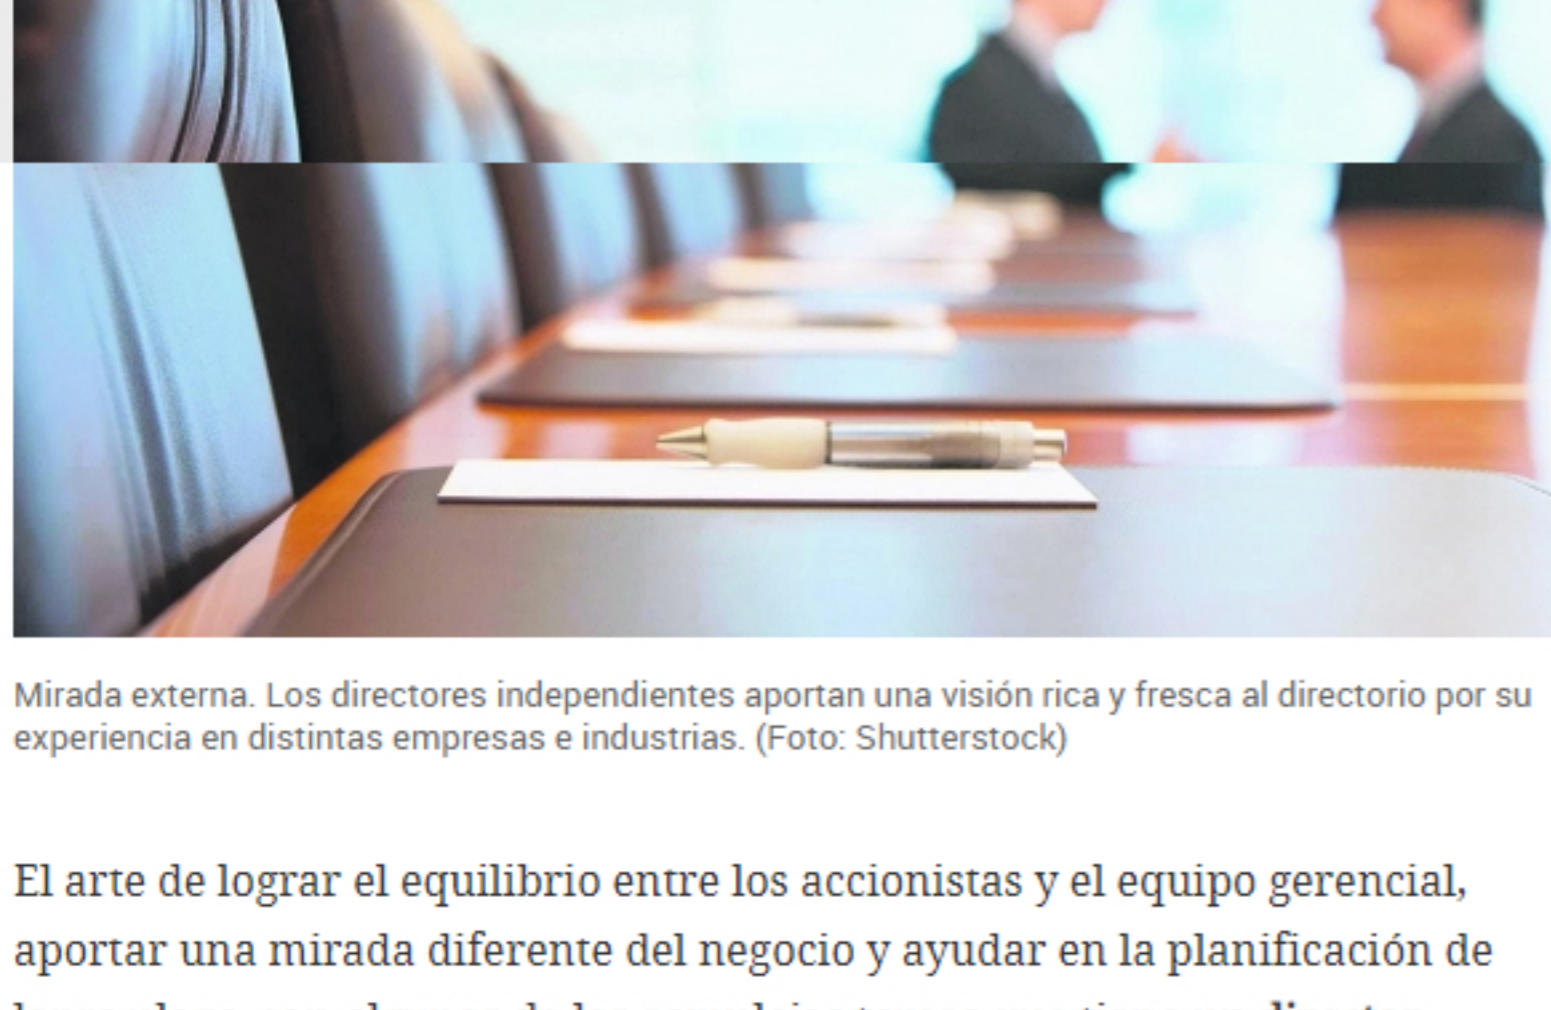 Mirada externa. Los directores independientes aportan una visión rica y fresca al directorio por su
experiencia en distintas empresas e industrias. (Foto: Shutterstock)
El arte de lograr el equilibrio entre los accionistas y el equipo gerencial,
aportar una mirada diferente del negocio y ayudar en la planificación de